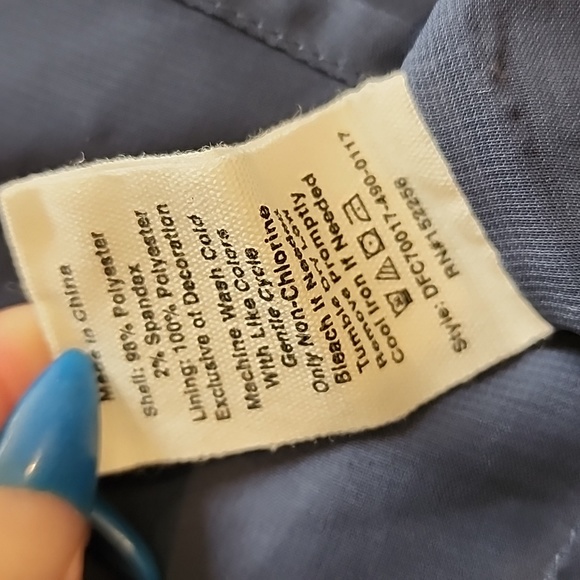 Made in China
Shell: 98% Polyester
2% Spandex
Lining: 100% Polyester
Exclusive of Decoration
Machine Wash Cold
With Like Colors
Gentle Cycle
Only Non-Chlorine
Bleach If Needed
Tumble Dry Low
Remove Promptly
Cool Iron If Needed
Style: DFC70017-490-0117
RN#152256